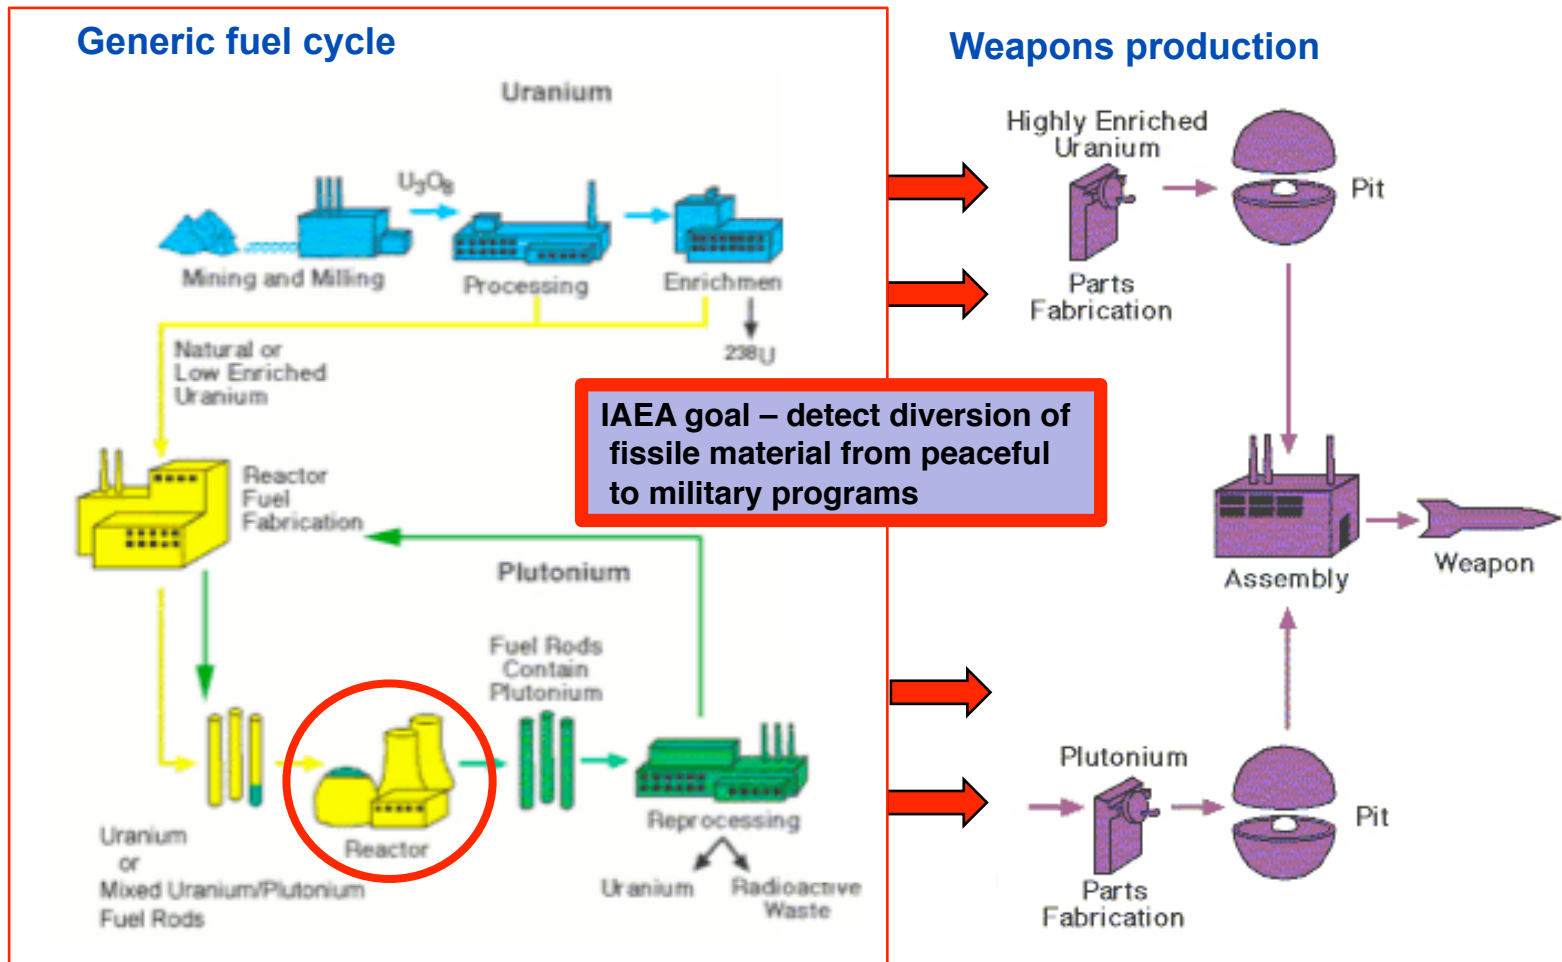 Generic fuel cycle
Uranium
U3O8
Mining and Milling
Processing
Enrichmen
238U
Natural or
Low Enriched
Uranium
Reactor
Fuel
Fabrication
Plutonium
Fuel Rods
Contain
Plutonium
Uranium
or
Mixed Uranium/Plutonium
Fuel Rods
Reactor
Reprocessing
Uranium
Radioactive
Waste
IAEA goal – detect diversion of
fissile material from peaceful
to military programs
Weapons production
Highly Enriched
Uranium
Parts
Fabrication
Pit
Assembly
Weapon
Plutonium
Parts
Fabrication
Pit